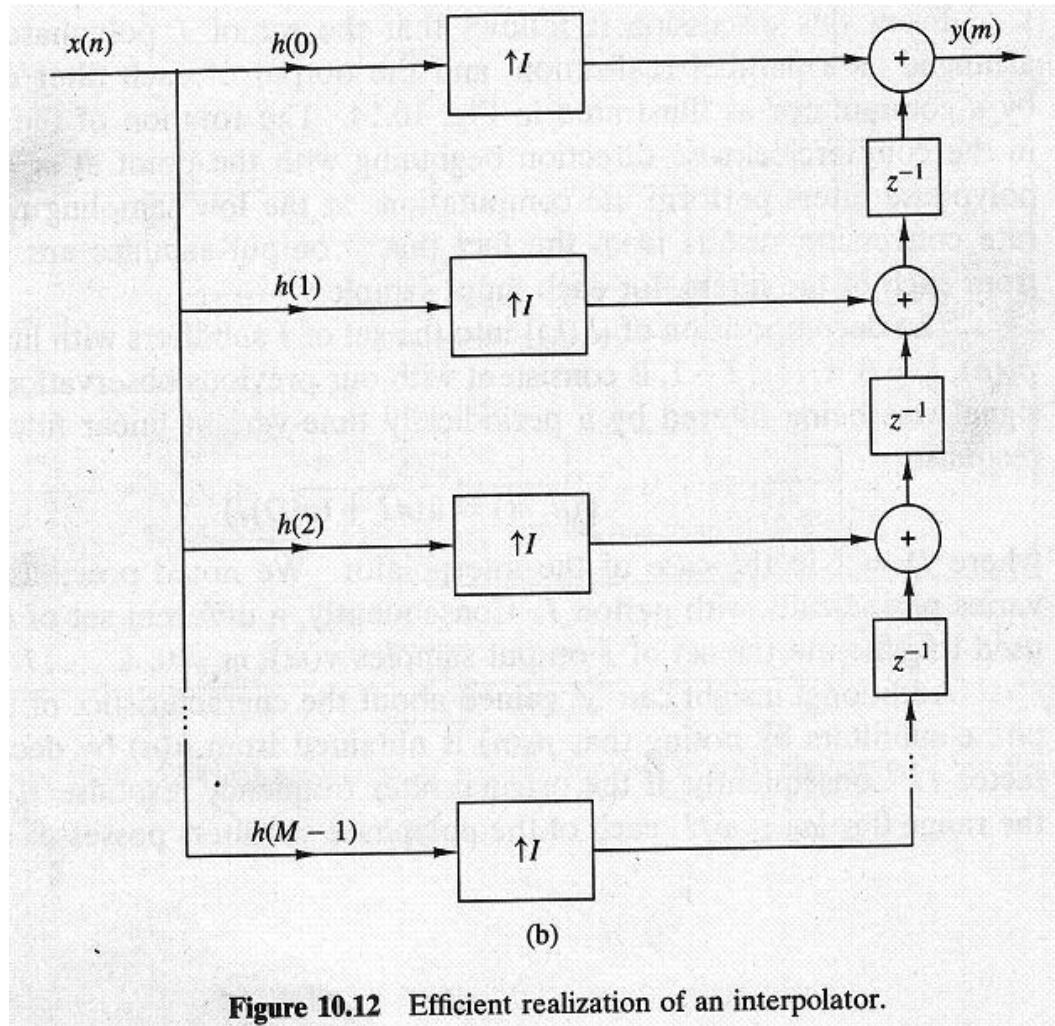 x(n)
h(0)
↑I
+
y(m)
z⁻¹
h(1)
↑I
+
z⁻¹
h(2)
↑I
+
z⁻¹
h(M − 1)
↑I
(b)
Figure 10.12 Efficient realization of an interpolator.